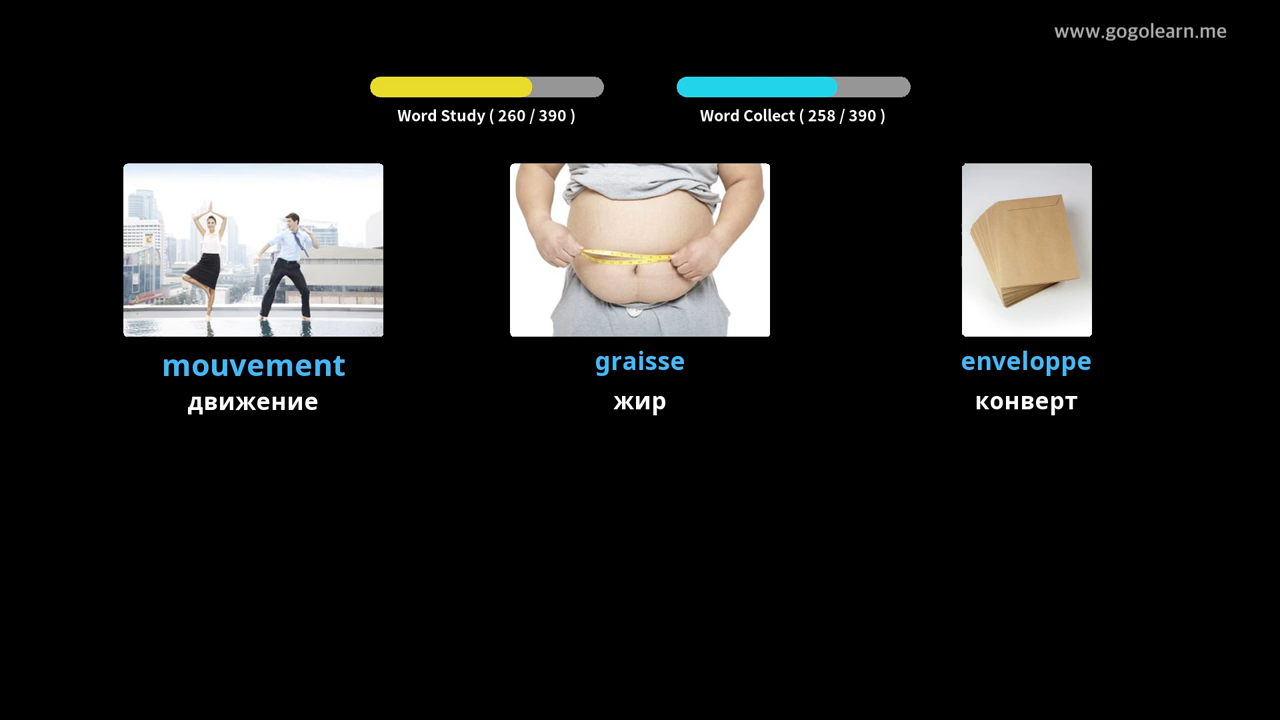 www.gogolearn.me
Word Study ( 260 / 390 )
Word Collect ( 258 / 390 )
mouvement
движение
graisse
жир
enveloppe
конверт